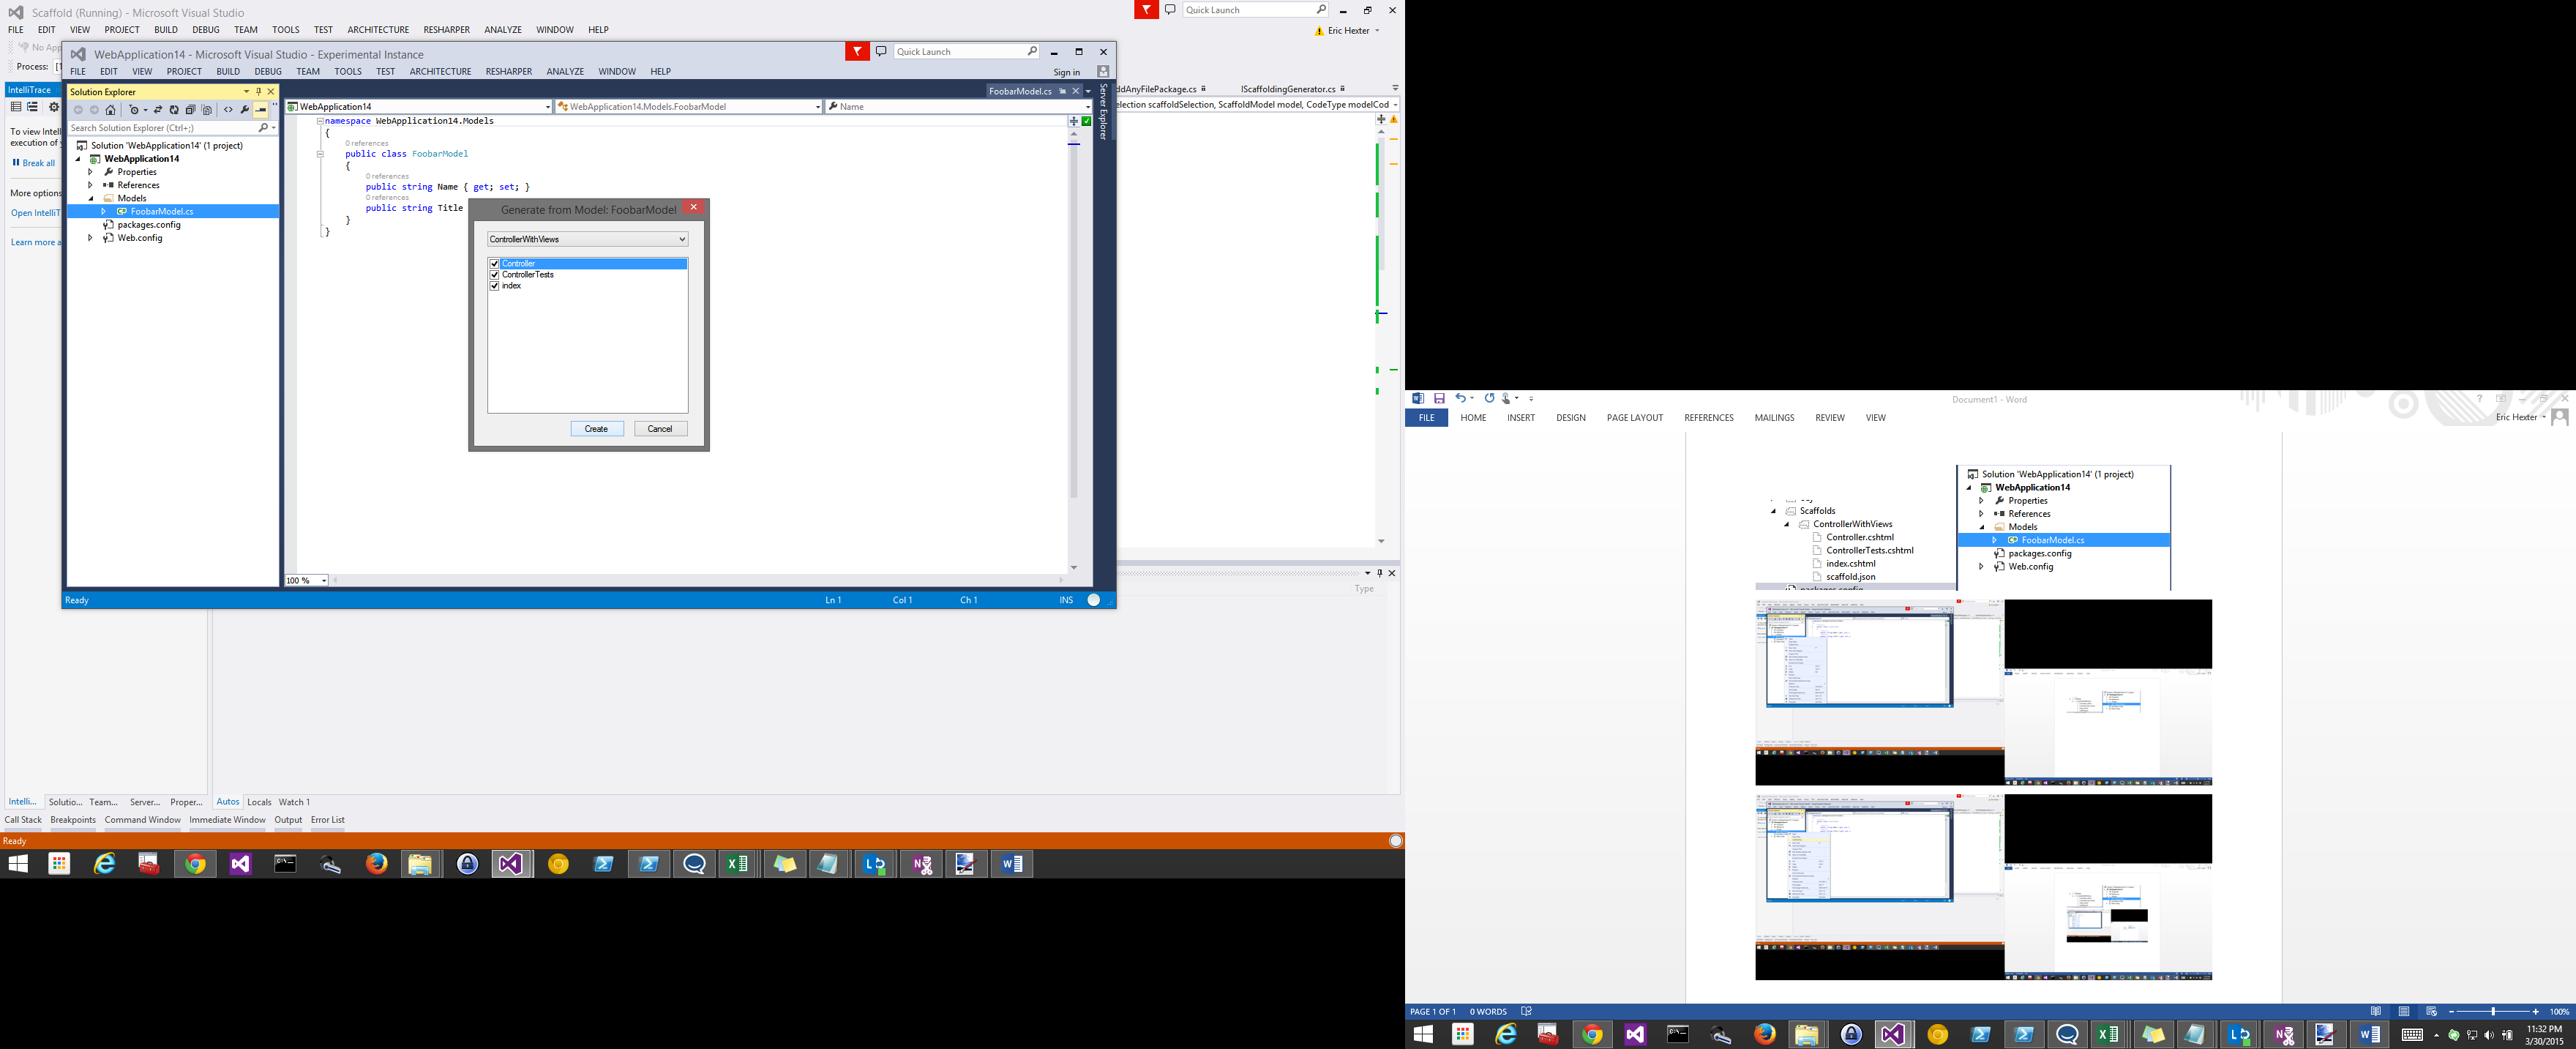 Scaffold (Running) - Microsoft Visual Studio
Quick Launch
FILE EDIT VIEW PROJECT BUILD DEBUG TEAM TOOLS TEST ARCHITECTURE RESHARPER ANALYZE WINDOW HELP
Eric Hexter
No App
Process:
WebApplication14 - Microsoft Visual Studio - Experimental Instance
Quick Launch
FILE EDIT VIEW PROJECT BUILD DEBUG TEAM TOOLS TEST ARCHITECTURE RESHARPER ANALYZE WINDOW HELP
Sign in
IntelliTrace
To view Intell
execution of y
Break all
More options
Open IntelliT
Learn more a
Solution Explorer
Search Solution Explorer (Ctrl+;)
Solution 'WebApplication14' (1 project)
WebApplication14
Properties
References
Models
FoobarModel.cs
packages.config
Web.config
FoobarModel.cs
Server Explorer
WebApplication14
WebApplication14.Models.FoobarModel
Name
namespace WebApplication14.Models
{
0 references
public class FoobarModel
{
0 references
public string Name { get; set; }
0 references
public string Title
}
}
Generate from Model: FoobarModel
ControllerWithViews
Controller
ControllerTests
index
Create Cancel
100 %
Ready Ln 1 Col 1 Ch 1 INS
ddAnyFilePackage.cs IScaffoldingGenerator.cs
election scaffoldSelection, ScaffoldModel model, CodeType modelCod
Type
Intelli... Solutio... Team... Server... Proper...
Autos Locals Watch 1
Call Stack Breakpoints Command Window Immediate Window Output Error List
Ready
Document1 - Word
FILE HOME INSERT DESIGN PAGE LAYOUT REFERENCES MAILINGS REVIEW VIEW
Eric Hexter
Scaffolds
ControllerWithViews
Controller.cshtml
ControllerTests.cshtml
index.cshtml
scaffold.json
packages.config
Solution 'WebApplication14' (1 project)
WebApplication14
Properties
References
Models
FoobarModel.cs
packages.config
Web.config
PAGE 1 OF 1 0 WORDS
100%
11:32 PM
3/30/2015